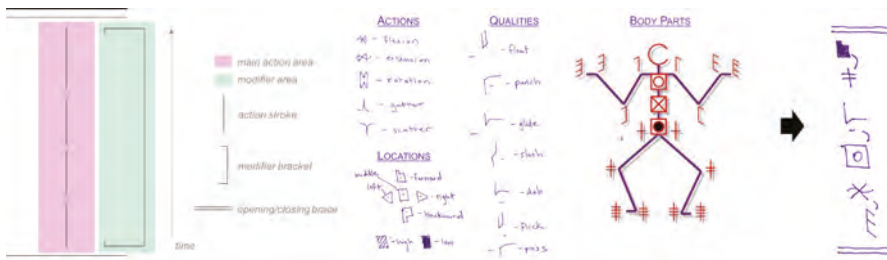 main action area
modifier area
action stroke
modifier bracket
opening/closing brace
time
ACTIONS
- flexion
- extension
- rotation
- gather
- scatter
LOCATIONS
middle
left
- forward
- right
- backward
- high
- low
QUALITIES
- float
- punch
- glide
- slash
- dab
- flick
- press
BODY PARTS